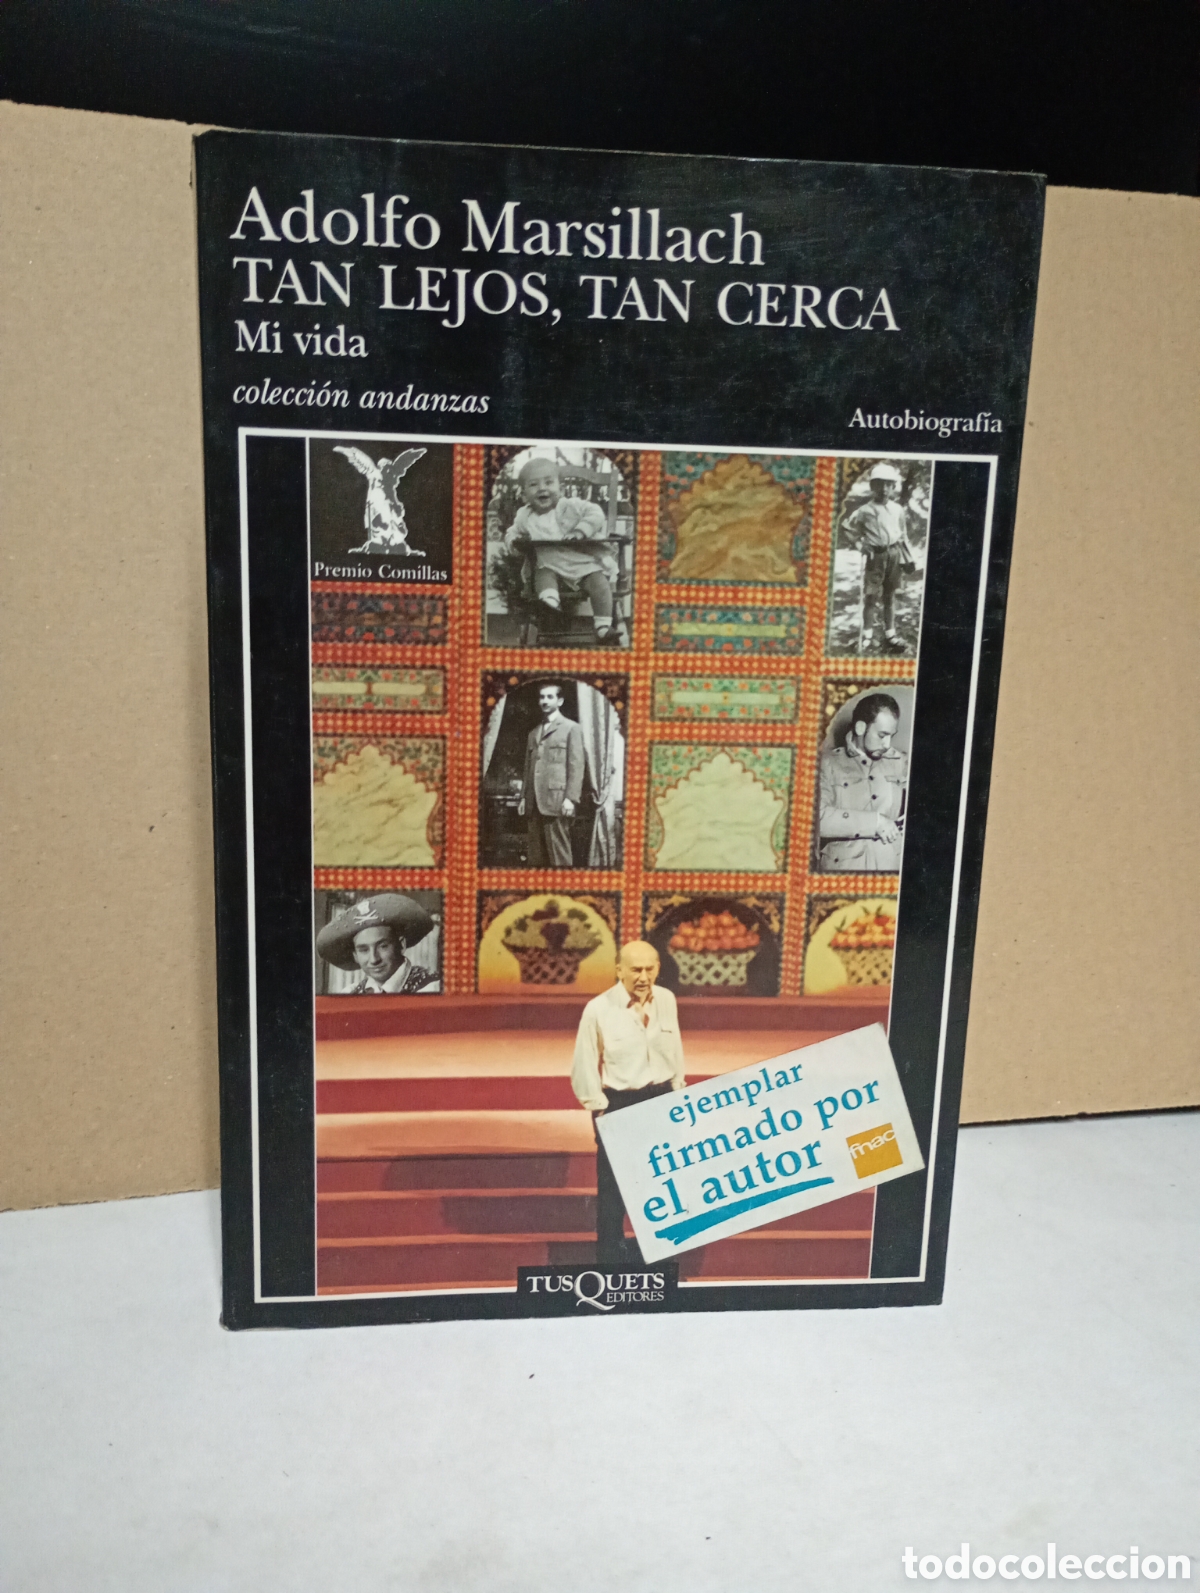 Adolfo Marsillach
TAN LEJOS, TAN CERCA
Mi vida
colección andanzas
Autobiografía
Premio Comillas
ejemplar
firmado por
el autor
fnac
TUSQUETS
EDITORES
todocoleccion